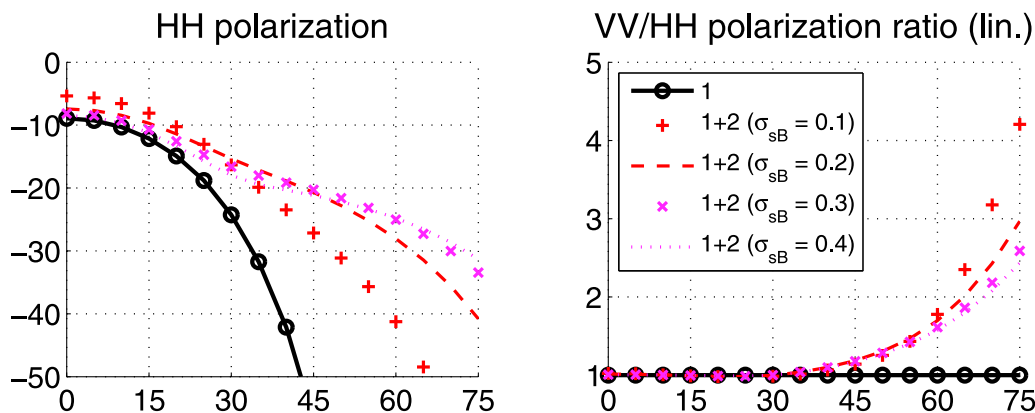 HH polarization
0
−10
−20
−30
−40
−50
0 15 30 45 60 75
VV/HH polarization ratio (lin.)
5
4
3
2
1
0 15 30 45 60 75
1
1+2 (σsB = 0.1)
1+2 (σsB = 0.2)
1+2 (σsB = 0.3)
1+2 (σsB = 0.4)